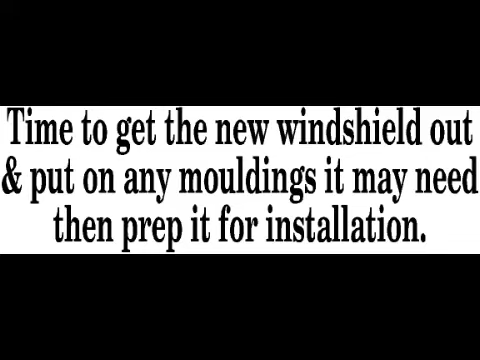 Time to get the new windshield out
& put on any mouldings it may need
then prep it for installation.